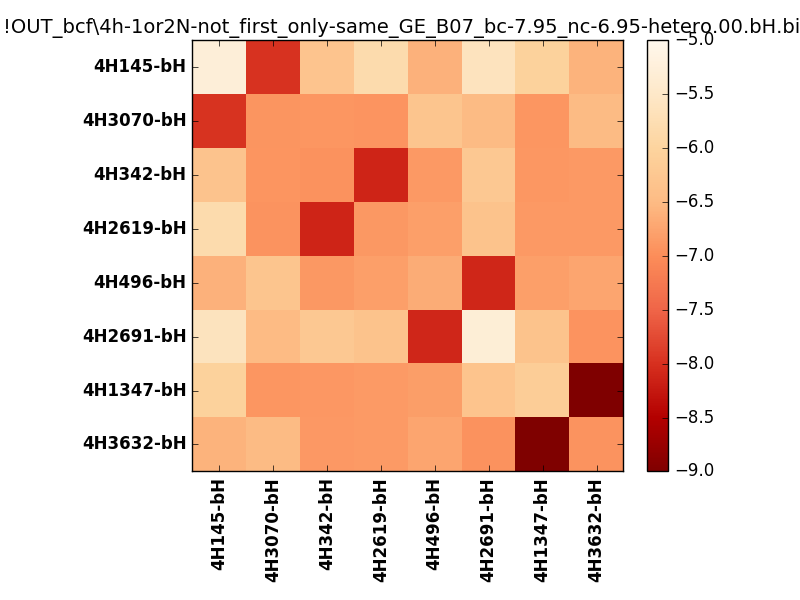 !OUT_bcf\4h-1or2N-not_first_only-same_GE_B07_bc-7.95_nc-6.95-hetero.00.bH.bi
4H145-bH
4H3070-bH
4H342-bH
4H2619-bH
4H496-bH
4H2691-bH
4H1347-bH
4H3632-bH
4H145-bH
4H3070-bH
4H342-bH
4H2619-bH
4H496-bH
4H2691-bH
4H1347-bH
4H3632-bH
−5.0
−5.5
−6.0
−6.5
−7.0
−7.5
−8.0
−8.5
−9.0